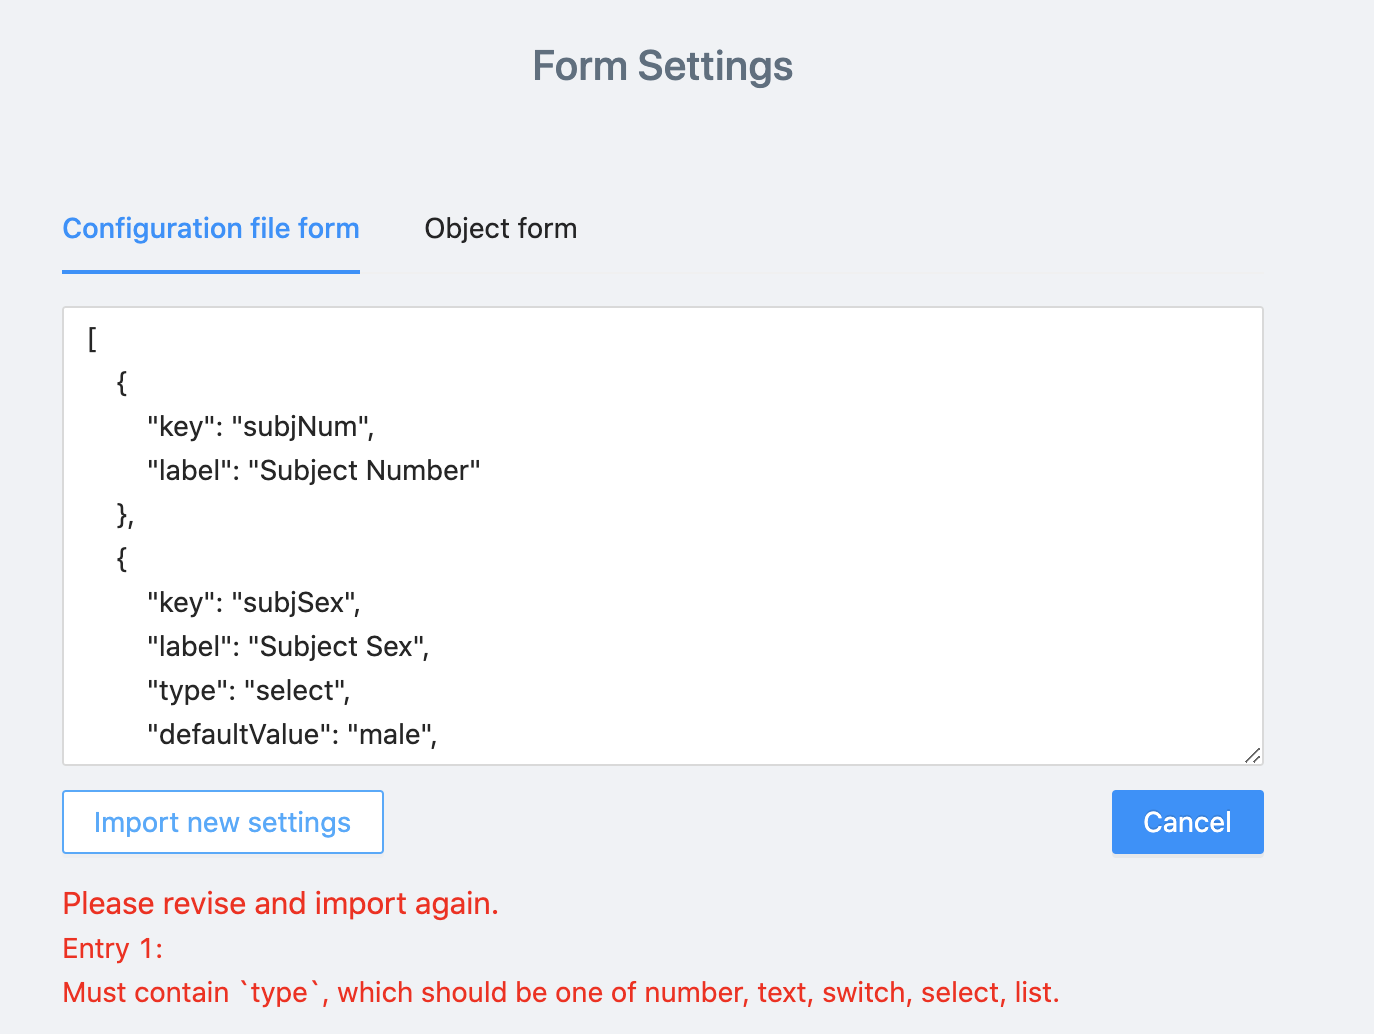 Form Settings
Configuration file form
Object form
[
{
"key": "subjNum",
"label": "Subject Number"
},
{
"key": "subjSex",
"label": "Subject Sex",
"type": "select",
"defaultValue": "male",
Import new settings
Cancel
Please revise and import again.
Entry 1:
Must contain `type`, which should be one of number, text, switch, select, list.